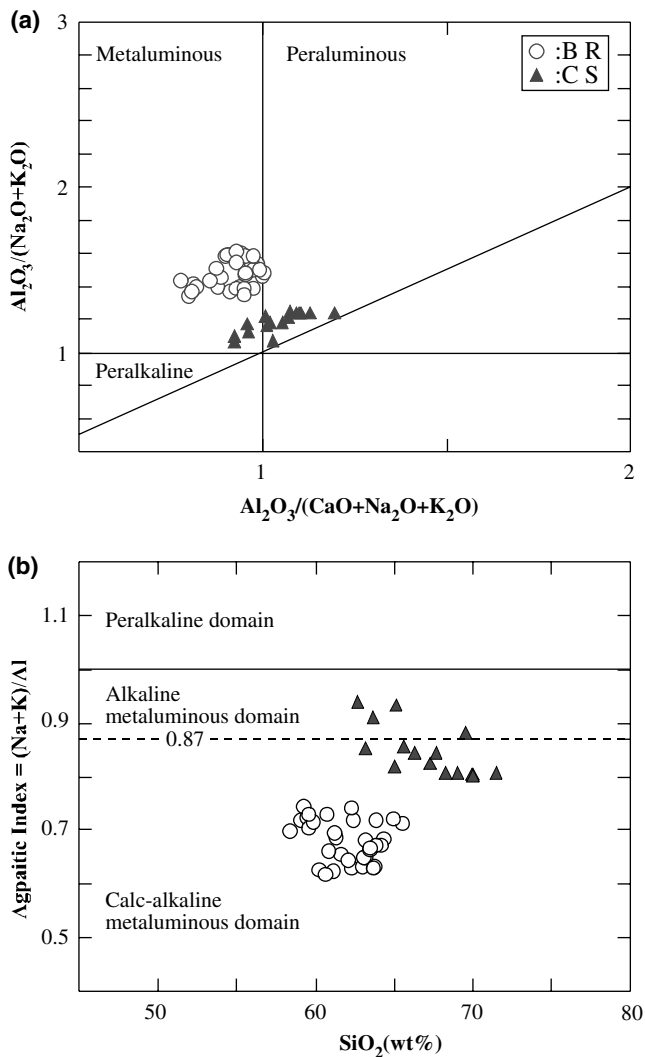 (a)
3
Metaluminous
Peraluminous
:B R
:C S
Al₂O₃/(Na₂O+K₂O)
2
1
Peralkaline
1
2
Al₂O₃/(CaO+Na₂O+K₂O)
(b)
1.1
Peralkaline domain
Alkaline
metaluminous domain
0.9
0.87
Agpaitic Index = (Na+K)/Al
0.7
Calc-alkaline
metaluminous domain
0.5
50
60
70
80
SiO₂(wt%)